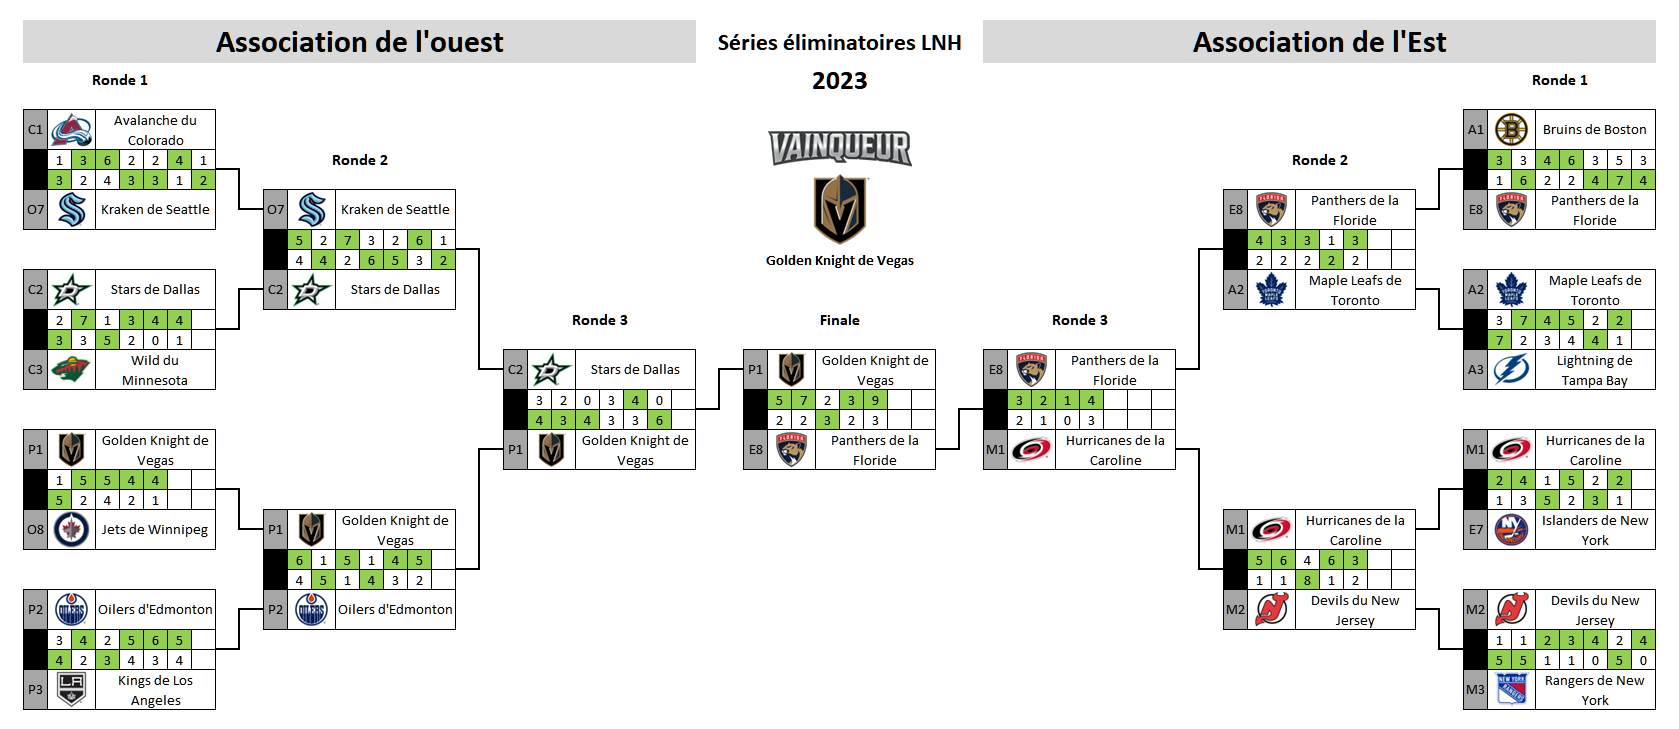 Association de l'ouest
Séries éliminatoires LNH
2023
Association de l'Est
Ronde 1
C1 Avalanche du
Colorado
1 3 6 2 2 4 1
3 2 4 3 3 1 2
O7 Kraken de Seattle
C2 Stars de Dallas
2 7 1 3 4 4
3 3 5 2 0 1
C3 Wild du
Minnesota
P1 Golden Knight de
Vegas
1 5 5 4 4
5 2 4 2 1
O8 Jets de Winnipeg
P2 OILERS Oilers d'Edmonton
3 4 2 5 6 5
4 2 3 4 3 4
P3 LA Kings de Los
Angeles
Ronde 2
O7 Kraken de Seattle
5 2 7 3 2 6 1
4 4 2 6 5 3 2
C2 Stars de Dallas
P1 Golden Knight de
Vegas
6 1 5 1 4 5
4 5 1 4 3 2
P2 OILERS Oilers d'Edmonton
Ronde 3
C2 Stars de Dallas
3 2 0 3 4 0
4 3 4 3 3 6
P1 Golden Knight de
Vegas
VAINQUEUR
Golden Knight de Vegas
Finale
P1 Golden Knight de
Vegas
5 7 2 3 9
2 2 3 2 3
E8 FLORIDA Panthers de la
Floride
Ronde 3
E8 FLORIDA Panthers de la
Floride
3 2 1 4
2 1 0 3
M1 Hurricanes de la
Caroline
Ronde 2
E8 FLORIDA Panthers de la
Floride
4 3 3 1 3
2 2 2 2 2
A2 TORONTO MAPLE LEAFS Maple Leafs de
Toronto
M1 Hurricanes de la
Caroline
5 6 4 6 3
1 1 8 1 2
M2 Devils du New
Jersey
Ronde 1
A1 B Bruins de Boston
3 3 4 6 3 5 3
1 6 2 2 4 7 4
E8 FLORIDA Panthers de la
Floride
A2 TORONTO MAPLE LEAFS Maple Leafs de
Toronto
3 7 4 5 2 2
7 2 3 4 4 1
A3 Lightning de
Tampa Bay
M1 Hurricanes de la
Caroline
2 4 1 5 2 2
1 3 5 2 3 1
E7 NY Islanders de New
York
M2 Devils du New
Jersey
1 1 2 3 4 2 4
5 5 1 1 0 5 0
M3 NEW YORK RANGERS Rangers de New
York